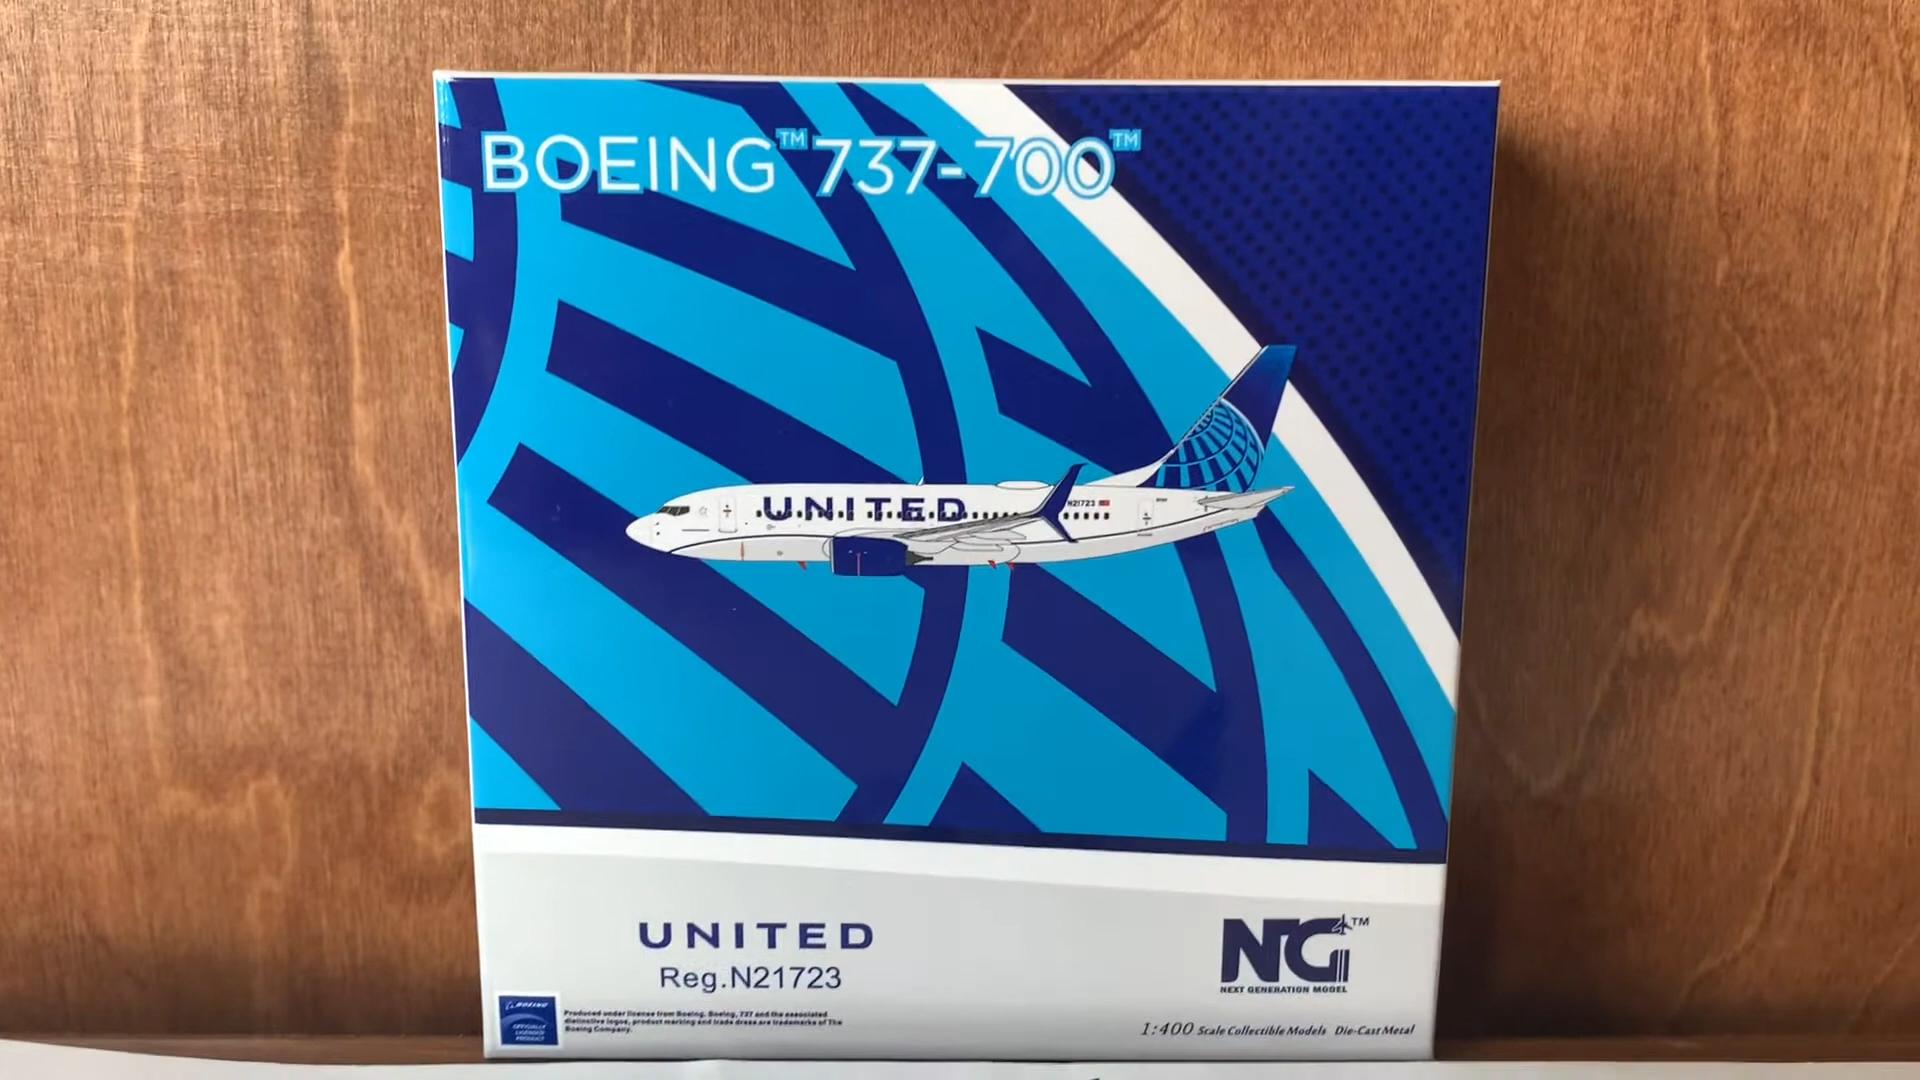 BOEING™ 737-700™
UNITED
N21723
UNITED
Reg.N21723
NG™
NEXT GENERATION MODEL
BOEING
OFFICIALLY
LICENSED
PRODUCT
Produced under license from Boeing. Boeing, 737 and the associated
distinctive logos, product marking and trade dress are trademarks of The
Boeing Company.
1:400 Scale Collectible Models Die-Cast Metal